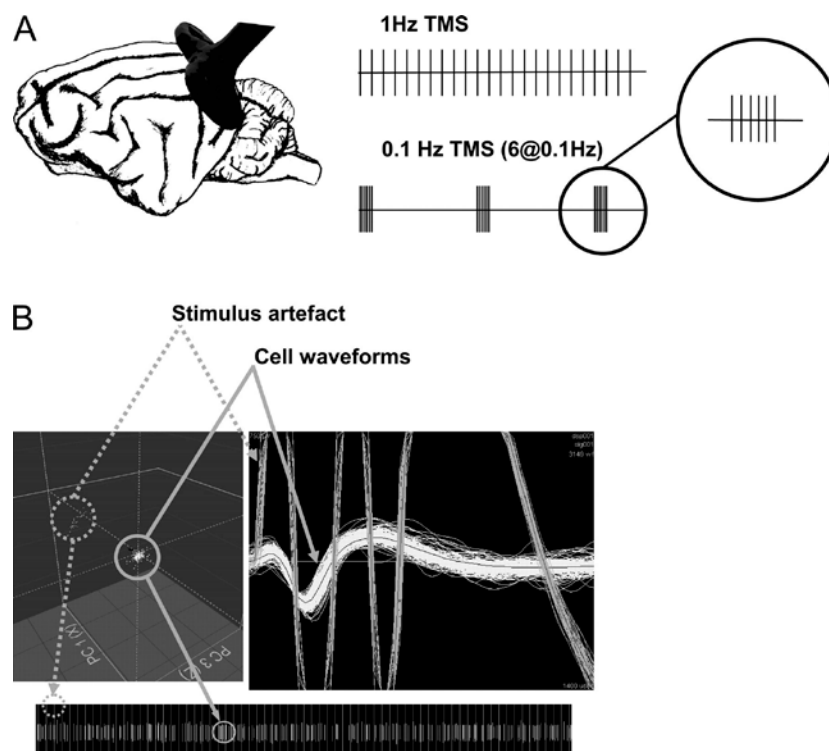 A
1Hz TMS
0.1 Hz TMS (6@0.1Hz)
B
Stimulus artefact
Cell waveforms
PC 1 (X)
PC 3 (Z)